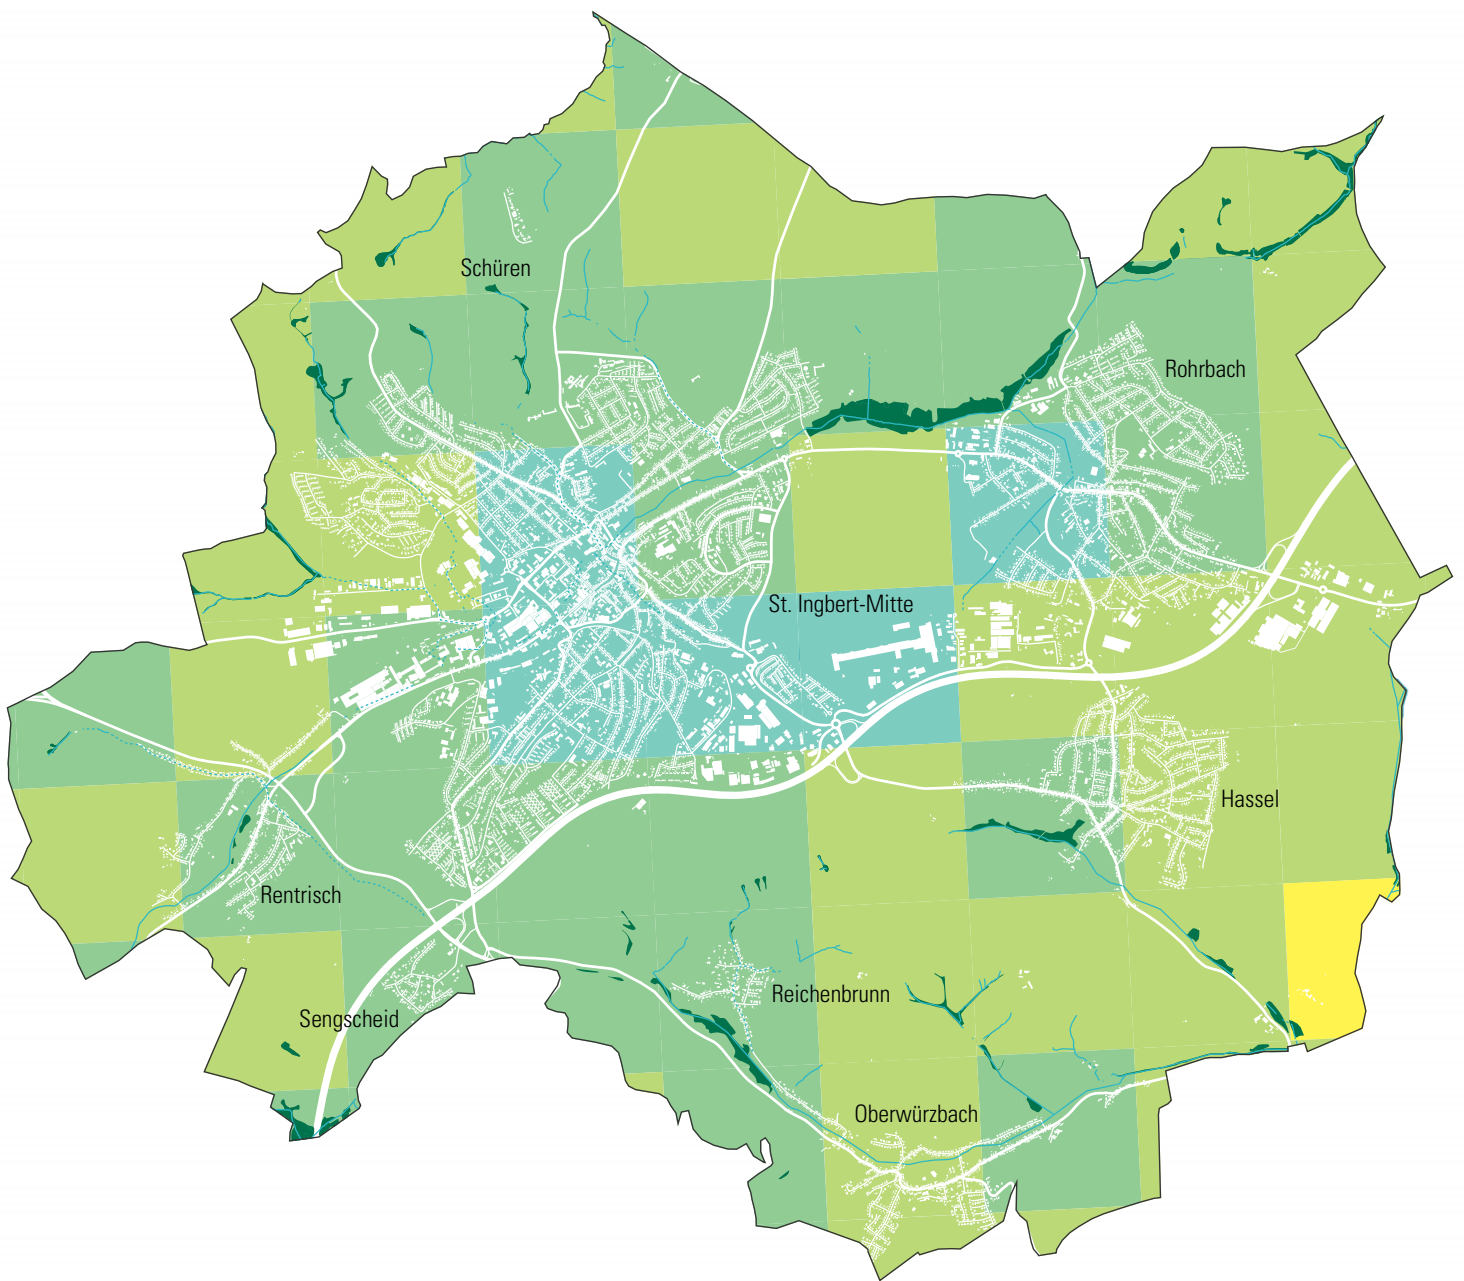 Schüren
Rohrbach
St. Ingbert-Mitte
Hassel
Rentrisch
Reichenbrunn
Sengscheid
Oberwürzbach